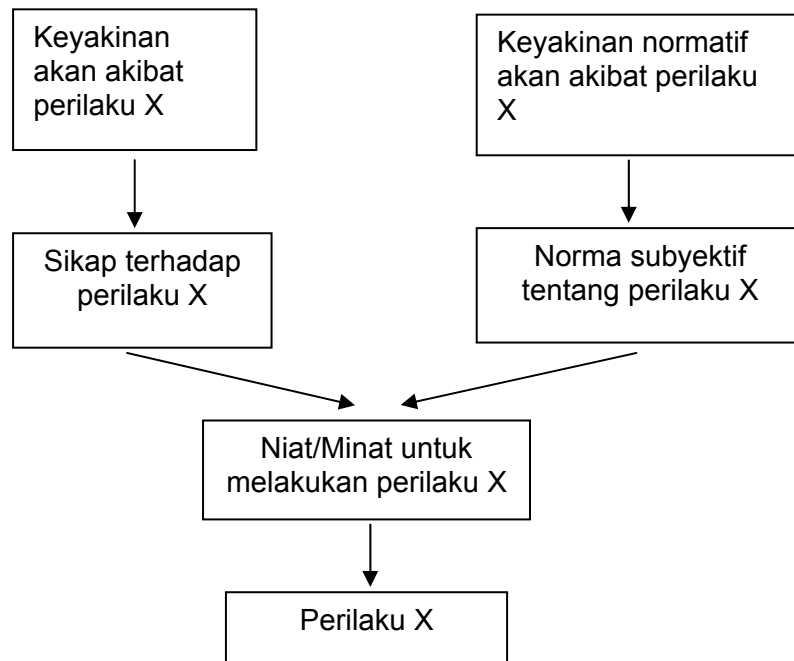 Keyakinan
akan akibat
perilaku X
Keyakinan normatif
akan akibat perilaku
X
Sikap terhadap
perilaku X
Norma subyektif
tentang perilaku X
Niat/Minat untuk
melakukan perilaku X
Perilaku X